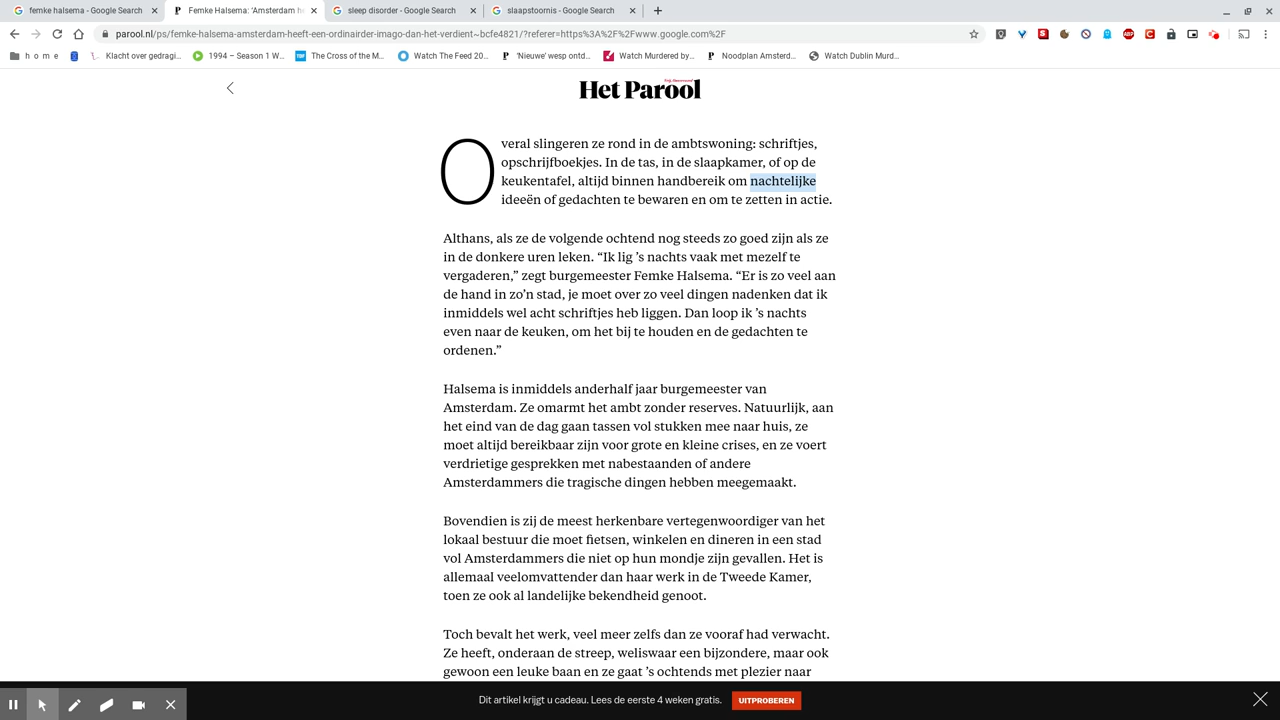 femke halsema - Google Search
Femke Halsema: 'Amsterdam he
sleep disorder - Google Search
slaapstoornis - Google Search
parool.nl/ps/femke-halsema-amsterdam-heeft-een-ordinairder-imago-dan-het-verdient~bcfe4821/?referer=https%3A%2F%2Fwww.google.com%2F
h o m e
Klacht over gedragi...
1994 – Season 1 W...
The Cross of the M...
Watch The Feed 20...
'Nieuwe' wesp ontd...
Watch Murdered by...
Noodplan Amsterd...
Watch Dublin Murd...
Het Parool
Overal slingeren ze rond in de ambtswoning: schriftjes,
opschrijfboekjes. In de tas, in de slaapkamer, of op de
keukentafel, altijd binnen handbereik om nachtelijke
ideeën of gedachten te bewaren en om te zetten in actie.
Althans, als ze de volgende ochtend nog steeds zo goed zijn als ze
in de donkere uren leken. “Ik lig ’s nachts vaak met mezelf te
vergaderen,” zegt burgemeester Femke Halsema. “Er is zo veel aan
de hand in zo’n stad, je moet over zo veel dingen nadenken dat ik
inmiddels wel acht schriftjes heb liggen. Dan loop ik ’s nachts
even naar de keuken, om het bij te houden en de gedachten te
ordenen.”
Halsema is inmiddels anderhalf jaar burgemeester van
Amsterdam. Ze omarmt het ambt zonder reserves. Natuurlijk, aan
het eind van de dag gaan tassen vol stukken mee naar huis, ze
moet altijd bereikbaar zijn voor grote en kleine crises, en ze voert
verdrietige gesprekken met nabestaanden of andere
Amsterdammers die tragische dingen hebben meegemaakt.
Bovendien is zij de meest herkenbare vertegenwoordiger van het
lokaal bestuur die moet fietsen, winkelen en dineren in een stad
vol Amsterdammers die niet op hun mondje zijn gevallen. Het is
allemaal veelomvattender dan haar werk in de Tweede Kamer,
toen ze ook al landelijke bekendheid genoot.
Toch bevalt het werk, veel meer zelfs dan ze vooraf had verwacht.
Ze heeft, onderaan de streep, weliswaar een bijzondere, maar ook
gewoon een leuke baan en ze gaat ’s ochtends met plezier naar
Dit artikel krijgt u cadeau. Lees de eerste 4 weken gratis.
UITPROBEREN